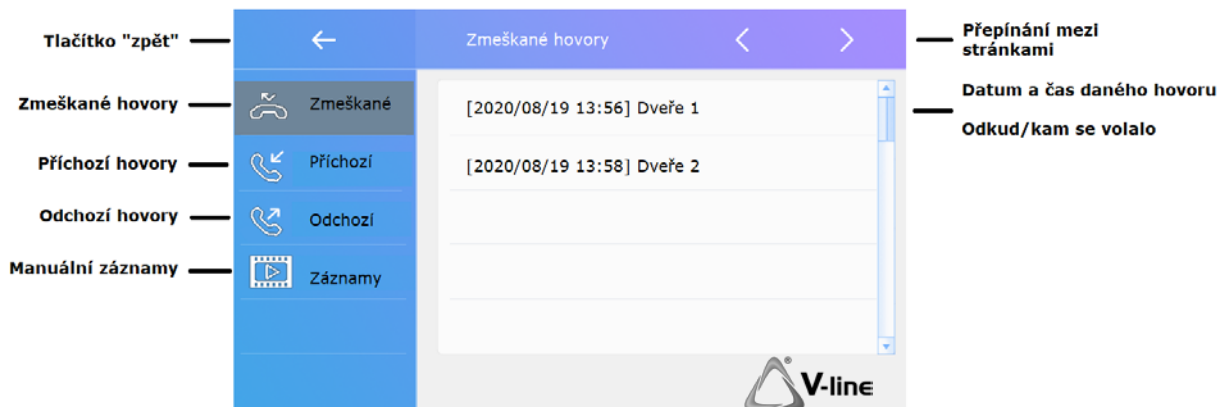 Tlačítko "zpět"
Zmeškané hovory
Přepínání mezi
stránkami
Zmeškané hovory
Zmeškané
[2020/08/19 13:56] Dveře 1
Datum a čas daného hovoru
Odkud/kam se volalo
Příchozí hovory
Příchozí
[2020/08/19 13:58] Dveře 2
Odchozí hovory
Odchozí
Manuální záznamy
Záznamy
V-line